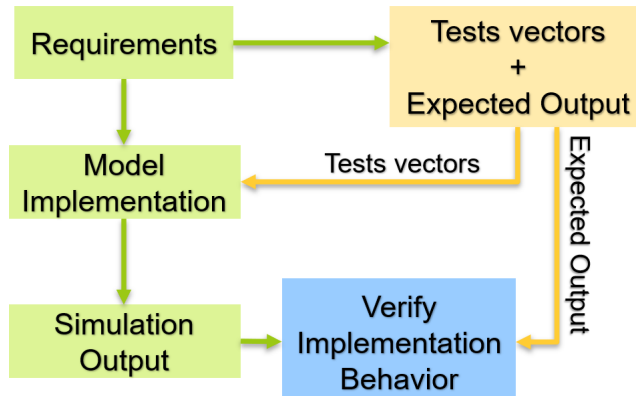 Requirements
Tests vectors
+
Expected Output
Model
Implementation
Tests vectors
Expected Output
Simulation
Output
Verify
Implementation
Behavior